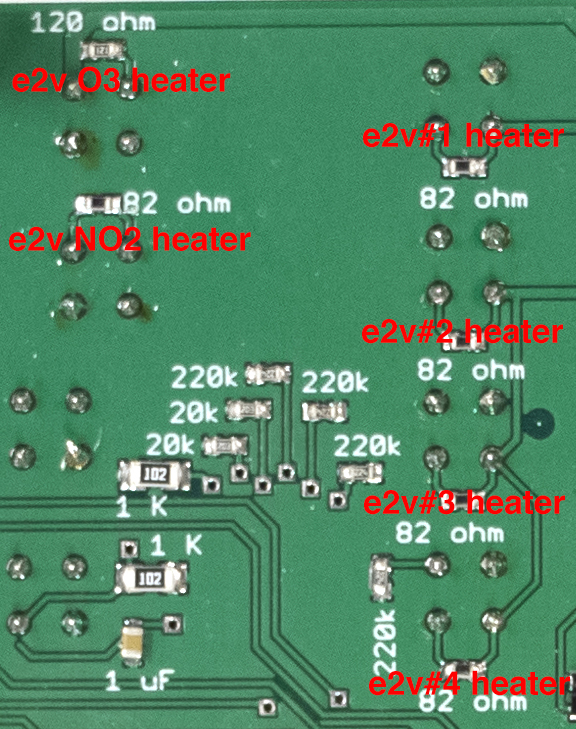 120 ohm
121
e2v O3 heater
e2v#1 heater
82 ohm
82 ohm
e2v NO2 heater
e2v#2 heater
82 ohm
220k
220k
20k
20k
220k
102
1 K
e2v#3 heater
82 ohm
1 K
102
220k
1 uF
e2v#4 heater
82 ohm